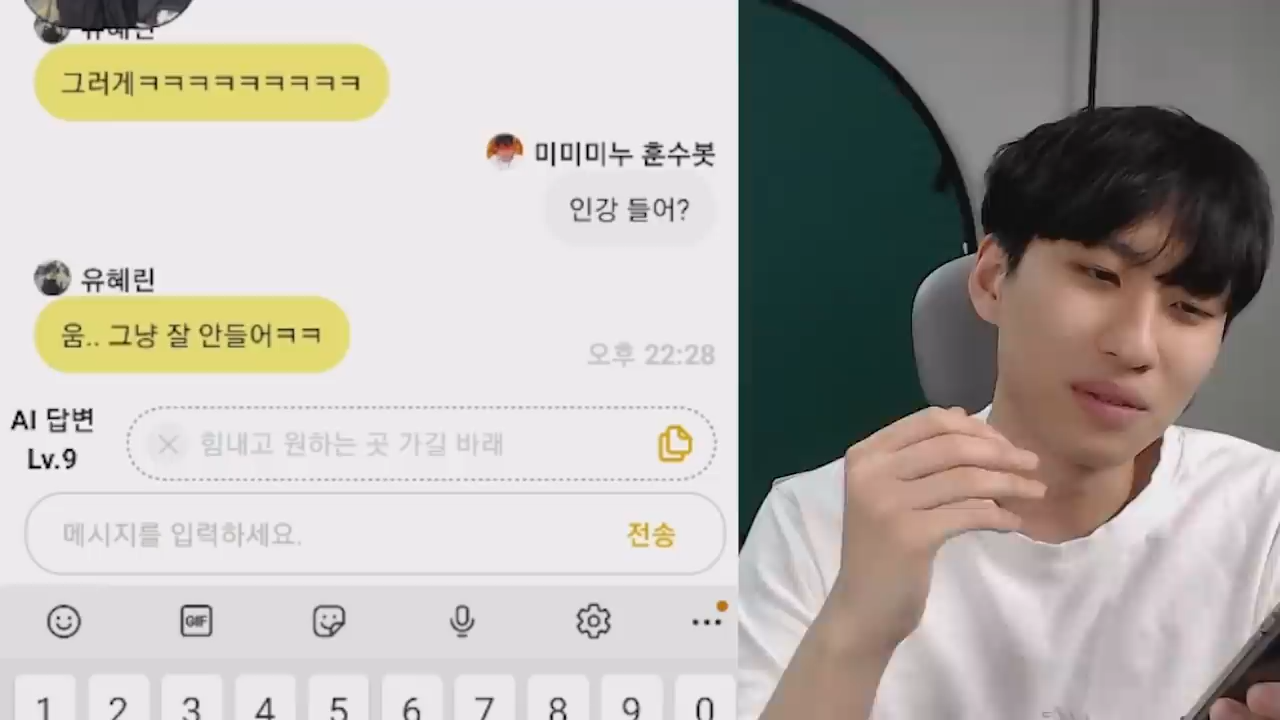 유혜린
그러게ㅋㅋㅋㅋㅋㅋㅋㅋㅋ
미미미누 훈수봇
인강 들어?
유혜린
움.. 그냥 잘 안들어ㅋㅋ
오후 22:28
AI 답변
Lv.9
힘내고 원하는 곳 가길 바래
메시지를 입력하세요.
전송
GIF
1 2 3 4 5 6 7 8 9 0